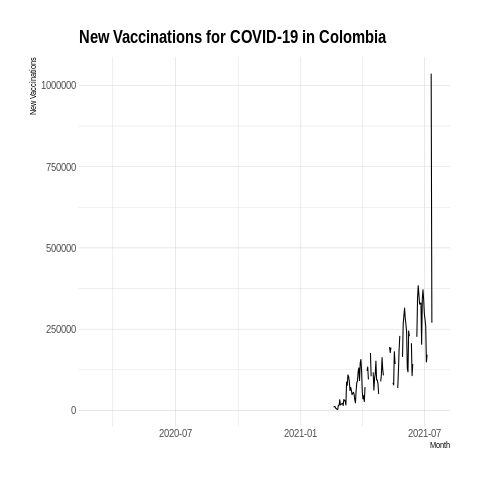 New Vaccinations for COVID-19 in Colombia
New Vaccinations
1000000
750000
500000
250000
0
2020-07
2021-01
2021-07
Month